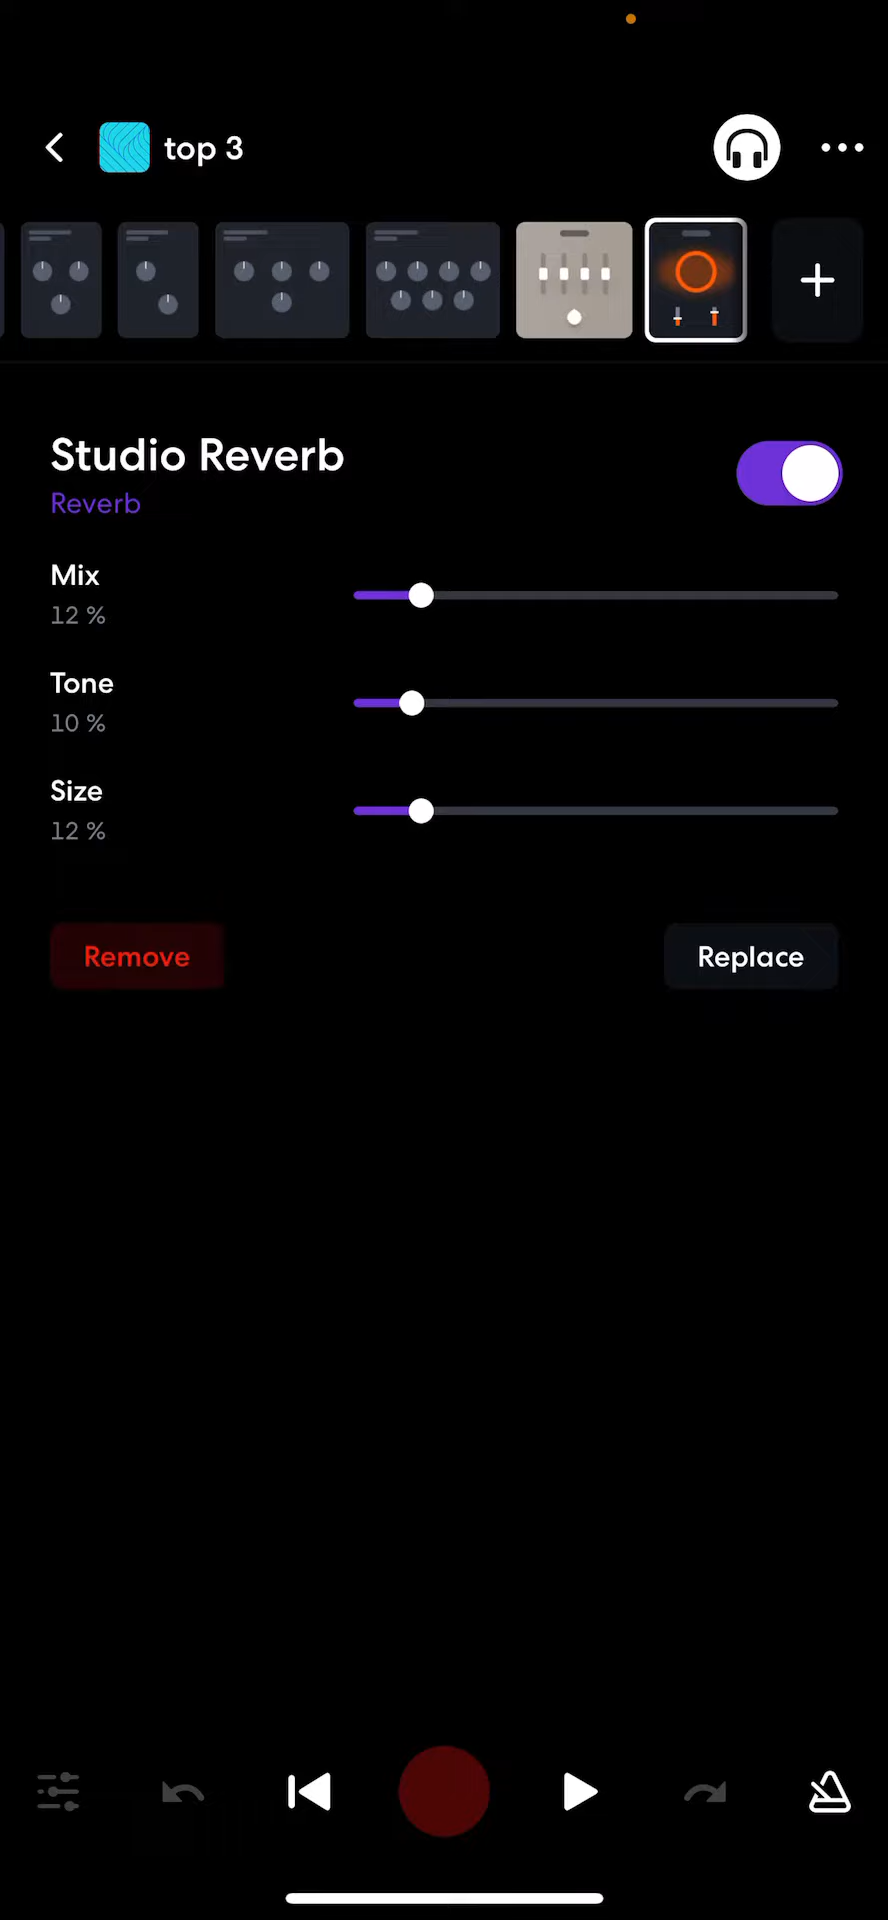 top 3
Studio Reverb
Reverb
Mix
12 %
Tone
10 %
Size
12 %
Remove
Replace